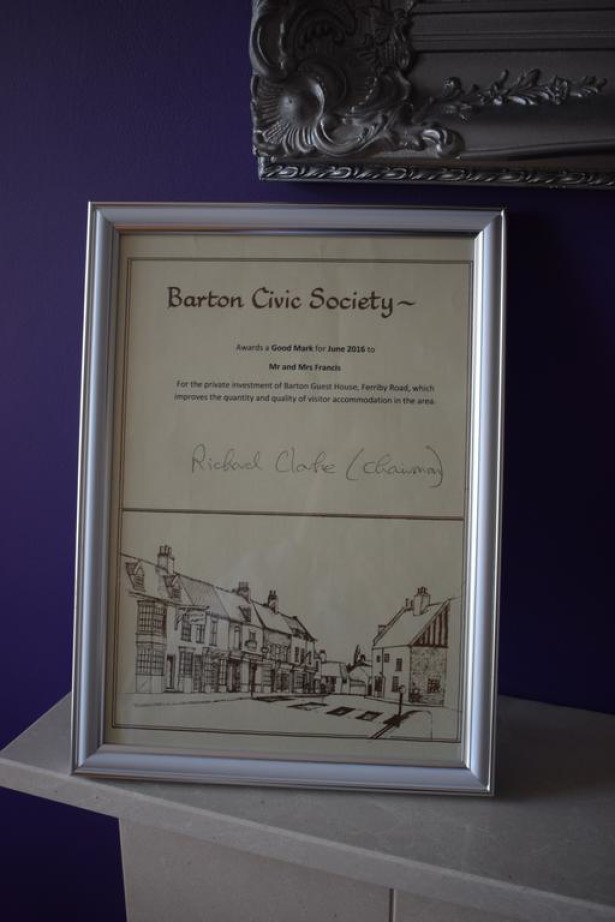 Barton Civic Society~
Awards a Good Mark for June 2016 to
Mr and Mrs Francis
For the private investment of Barton Guest House, Ferriby Road, which
improves the quantity and quality of visitor accommodation in the area.
Richard Clarke (Chairman)